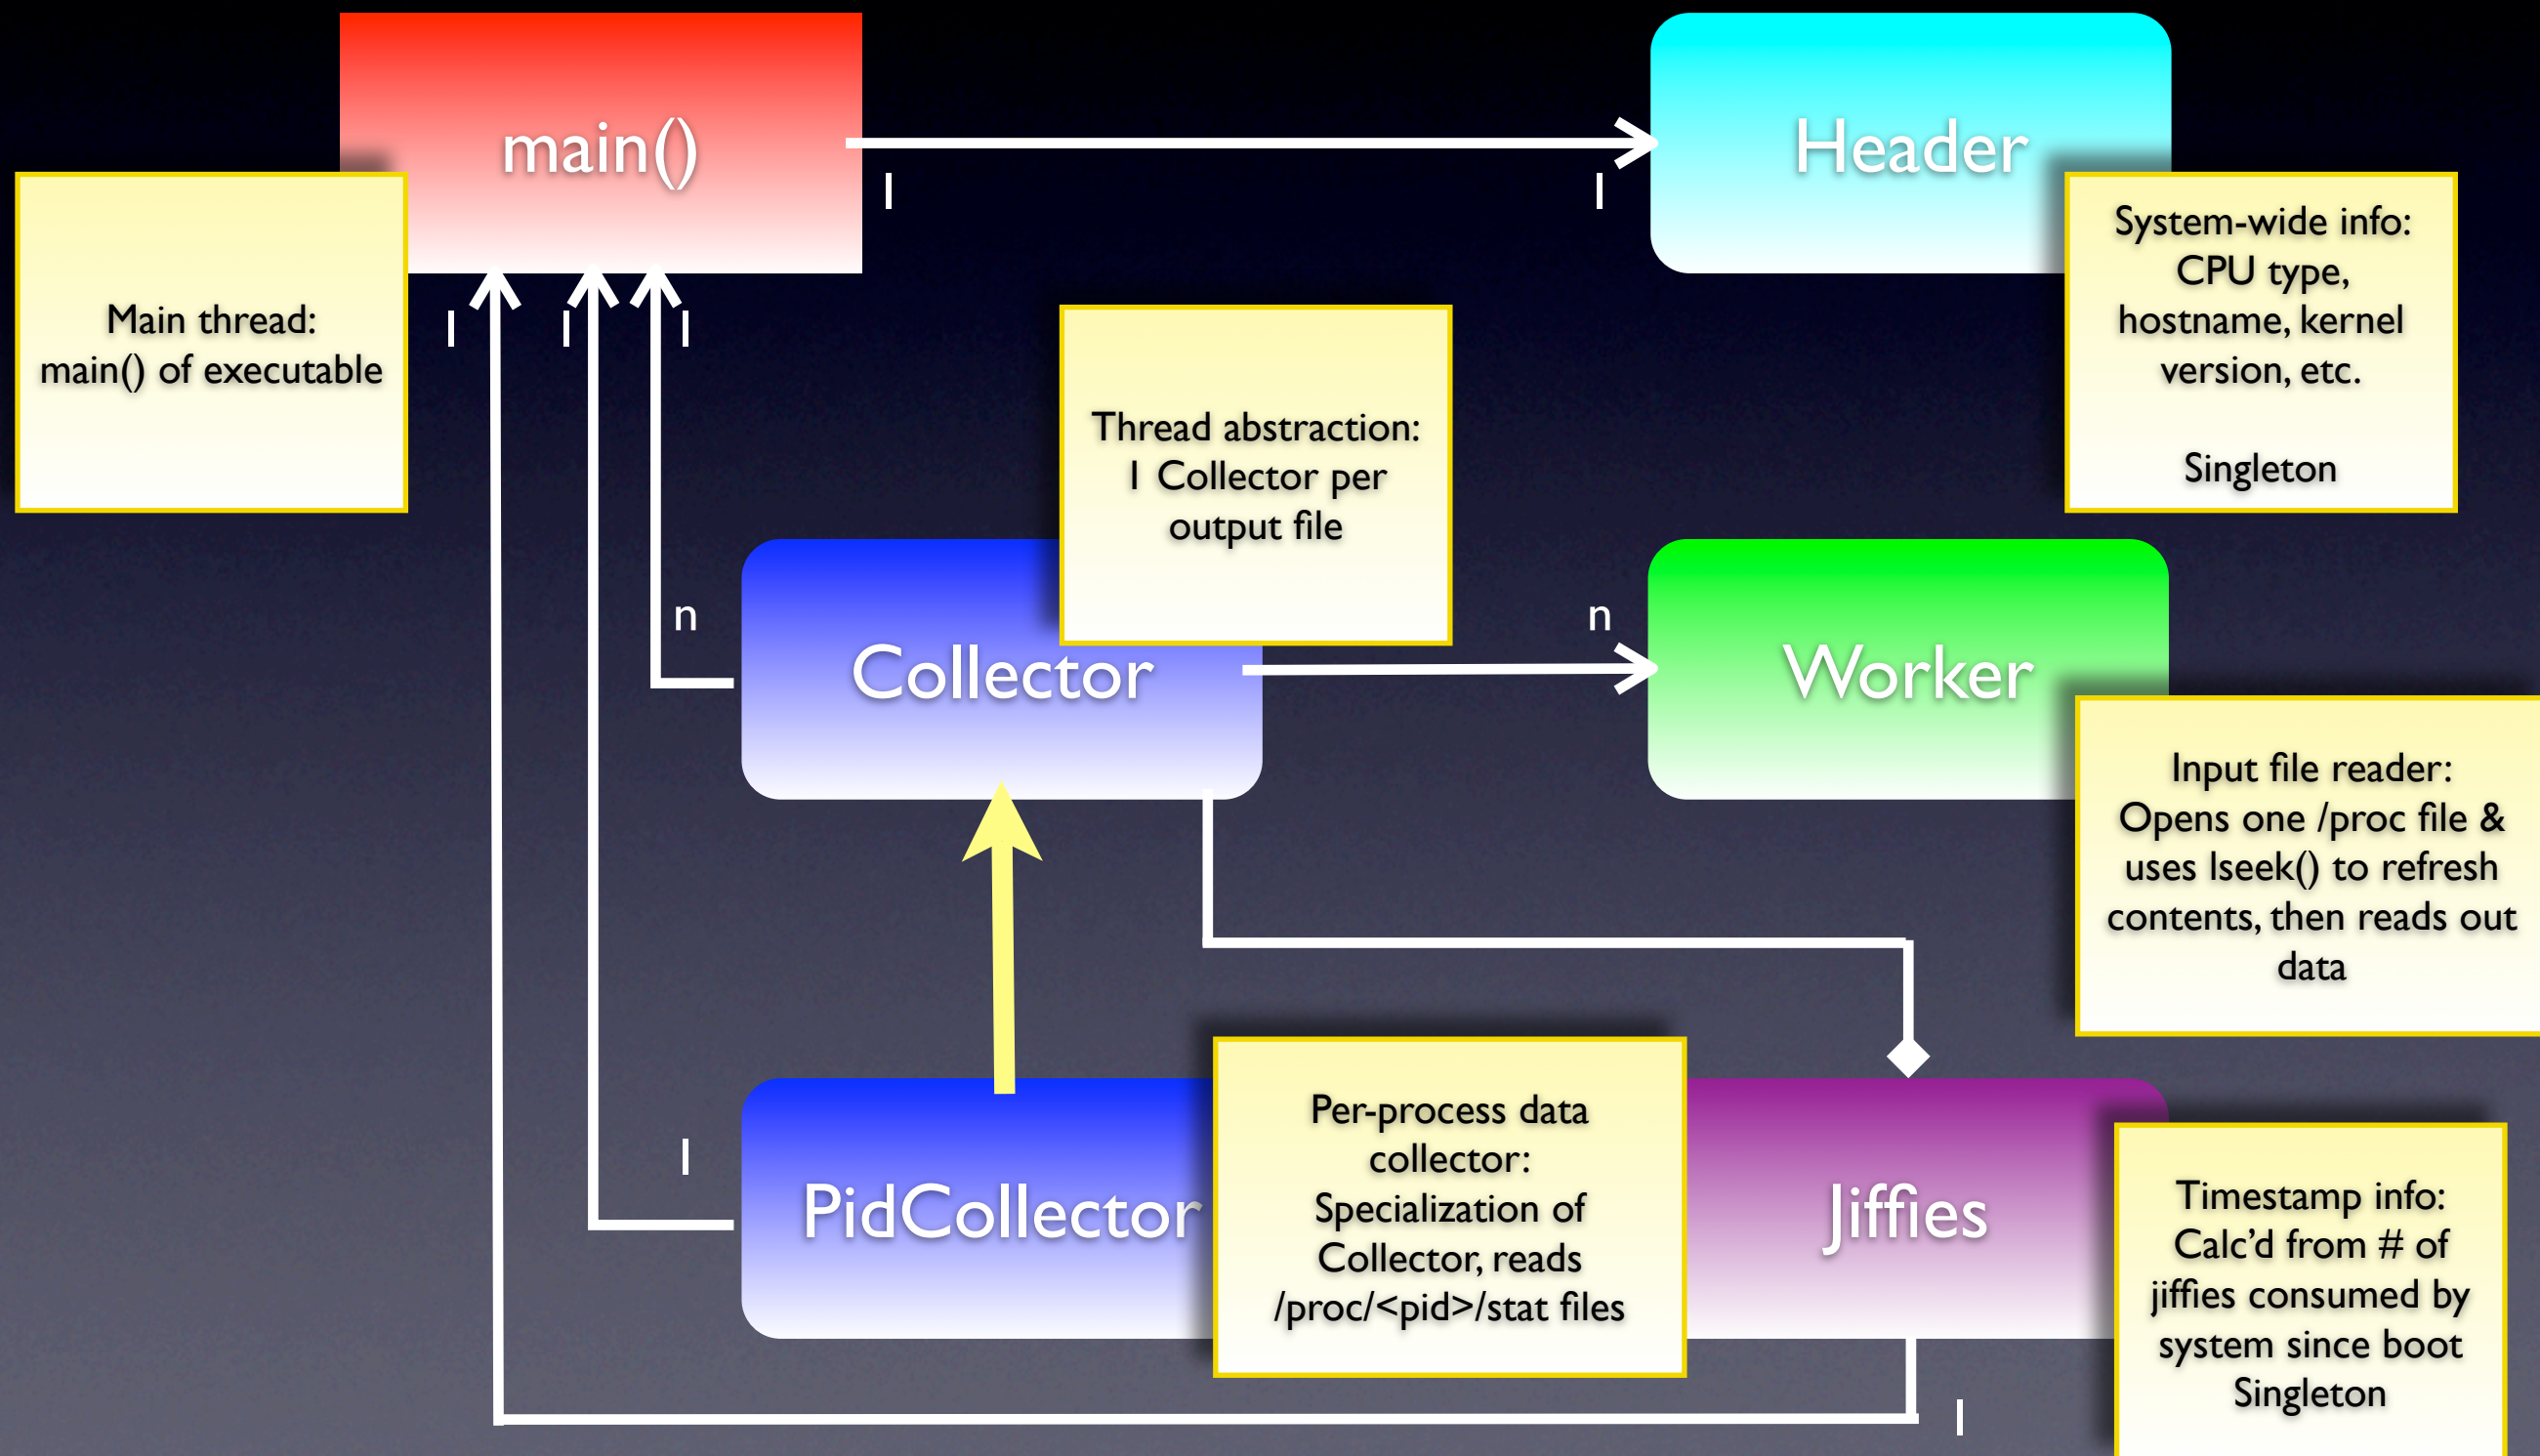 main()
Header
1
1
System-wide info:
CPU type,
hostname, kernel
version, etc.
Singleton
Main thread:
main() of executable
1
1
1
Thread abstraction:
1 Collector per
output file
n
n
Collector
Worker
Input file reader:
Opens one /proc file &
uses lseek() to refresh
contents, then reads out
data
Per-process data
collector:
Specialization of
Collector, reads
/proc/<pid>/stat files
1
PidCollector
Jiffies
Timestamp info:
Calc’d from # of
jiffies consumed by
system since boot
Singleton
1